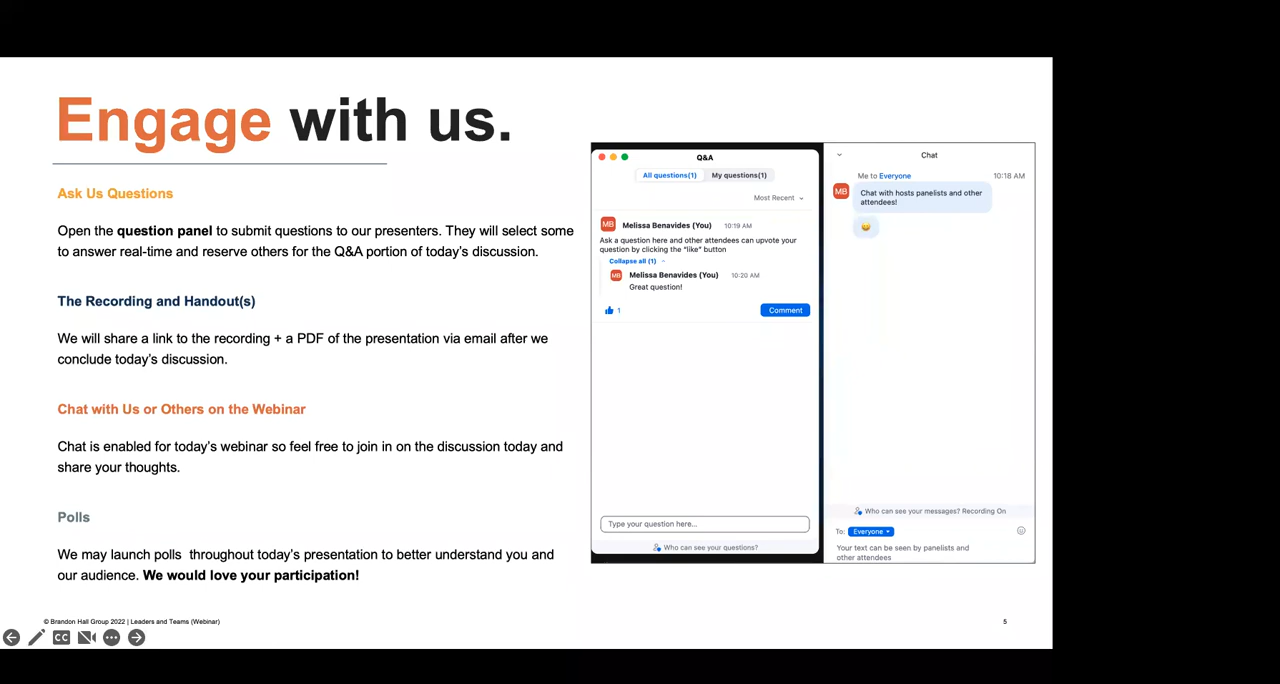 Engage with us.
Ask Us Questions
Open the question panel to submit questions to our presenters. They will select some
to answer real-time and reserve others for the Q&A portion of today's discussion.
The Recording and Handout(s)
We will share a link to the recording + a PDF of the presentation via email after we
conclude today's discussion.
Chat with Us or Others on the Webinar
Chat is enabled for today's webinar so feel free to join in on the discussion today and
share your thoughts.
Polls
We may launch polls  throughout today's presentation to better understand you and
our audience. We would love your participation!
Q&A
All questions(1) My questions(1)
Most Recent
MB Melissa Benavides (You) 10:19 AM
Ask a question here and other attendees can upvote your
question by clicking the "like" button
Collapse all (1)
MB Melissa Benavides (You) 10:20 AM
Great question!
1 Comment
Type your question here...
Who can see your questions?
Chat
Me to Everyone 10:18 AM
MB Chat with hosts panelists and other
attendees!
Who can see your messages? Recording On
To: Everyone
Your text can be seen by panelists and
other attendees
© Brandon Hall Group 2022 | Leaders and Teams (Webinar)
5
CC